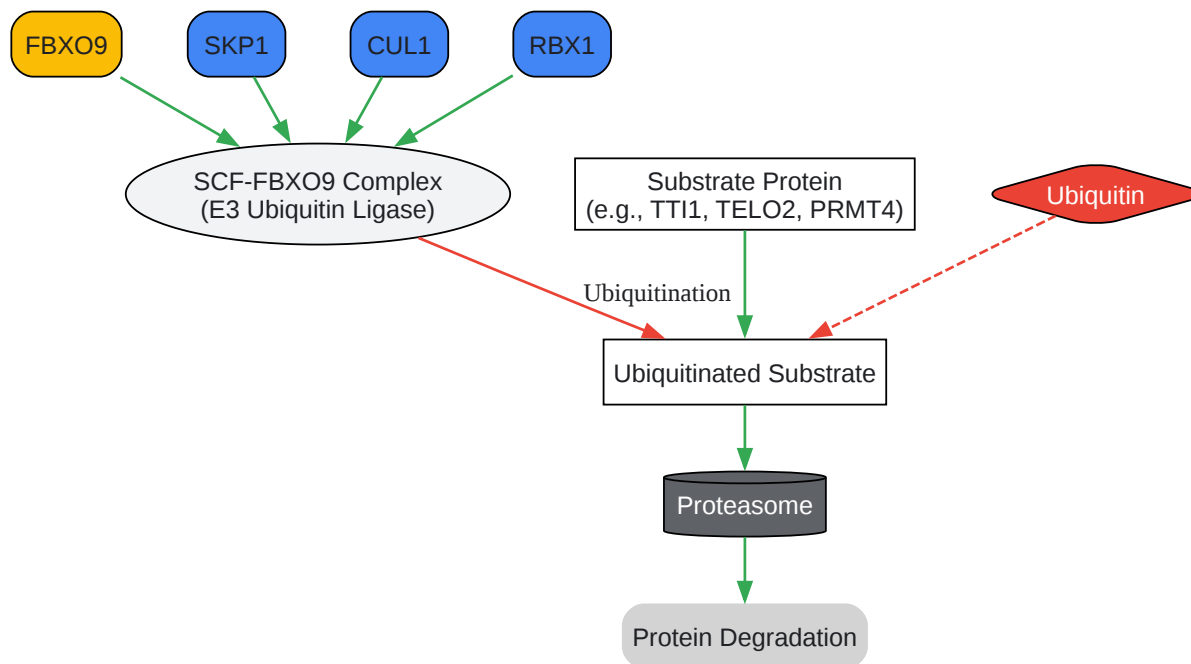 FBXO9
SKP1
CUL1
RBX1
SCF-FBXO9 Complex
(E3 Ubiquitin Ligase)
Substrate Protein
(e.g., TTI1, TELO2, PRMT4)
Ubiquitin
Ubiquitination
Ubiquitinated Substrate
Proteasome
Protein Degradation